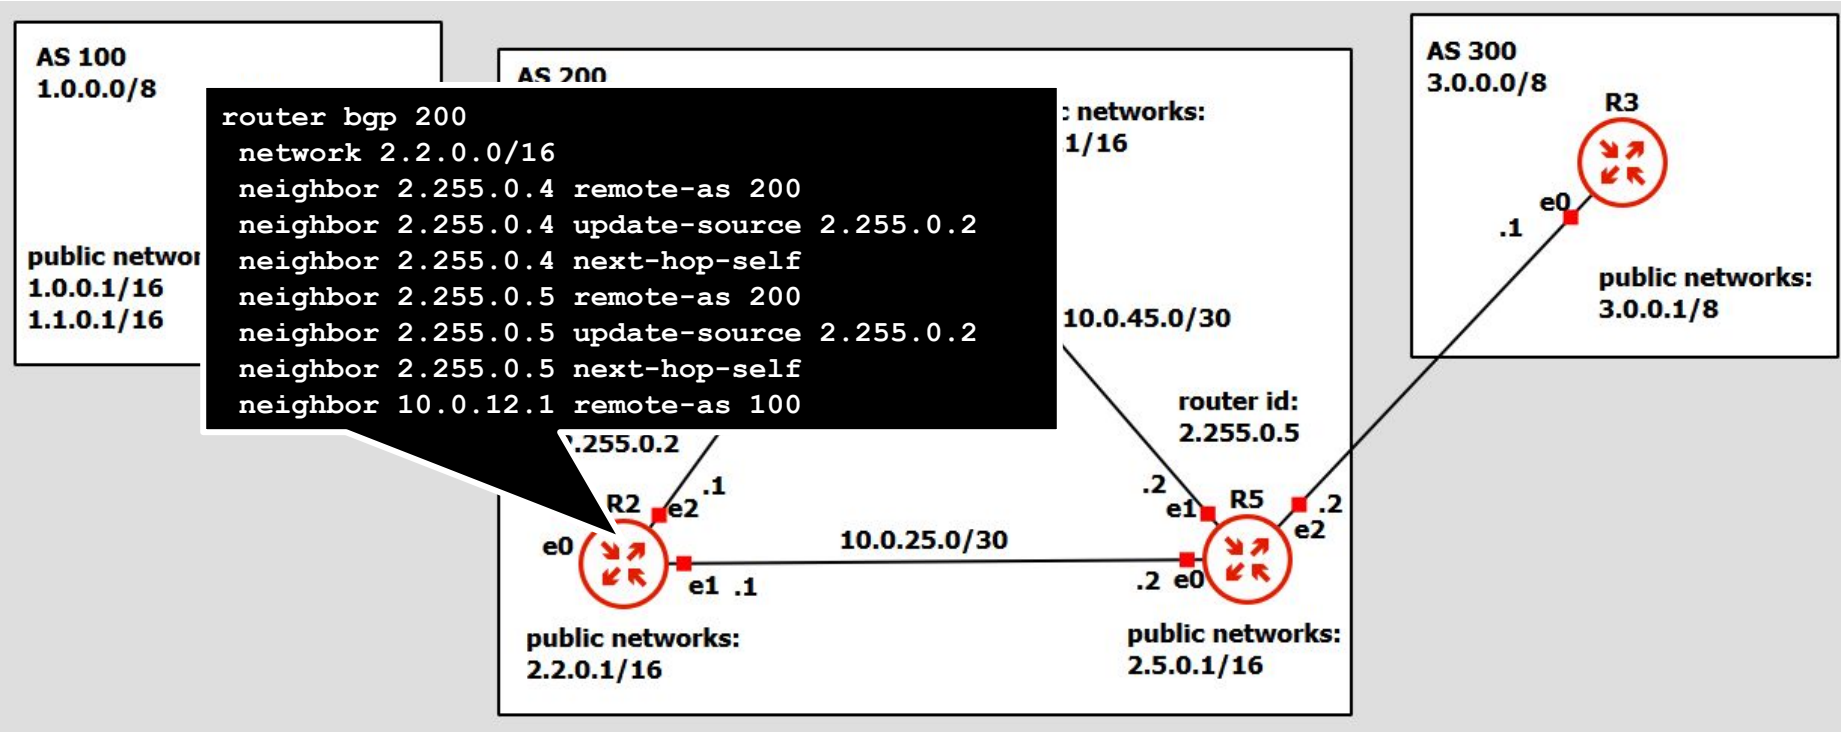 AS 100
1.0.0.0/8
public
1.0.0.1/16
1.1.0.1/16
AS 200
router bgp 200
network 2.2.0.0/16
neighbor 2.255.0.4 remote-as 200
neighbor 2.255.0.4 update-source 2.255.0.2
neighbor 2.255.0.4 next-hop-self
neighbor 2.255.0.5 remote-as 200
neighbor 2.255.0.5 update-source 2.255.0.2
neighbor 2.255.0.5 next-hop-self
neighbor 10.0.12.1 remote-as 100
networks:
1/16
10.0.45.0/30
router id:
2.255.0.5
.255.0.2
R2
e2
.1
e0
e1 .1
10.0.25.0/30
public networks:
2.2.0.1/16
.2
e1
R5
.2
e2
.2 e0
public networks:
2.5.0.1/16
AS 300
3.0.0.0/8
R3
e0
.1
public networks:
3.0.0.1/8